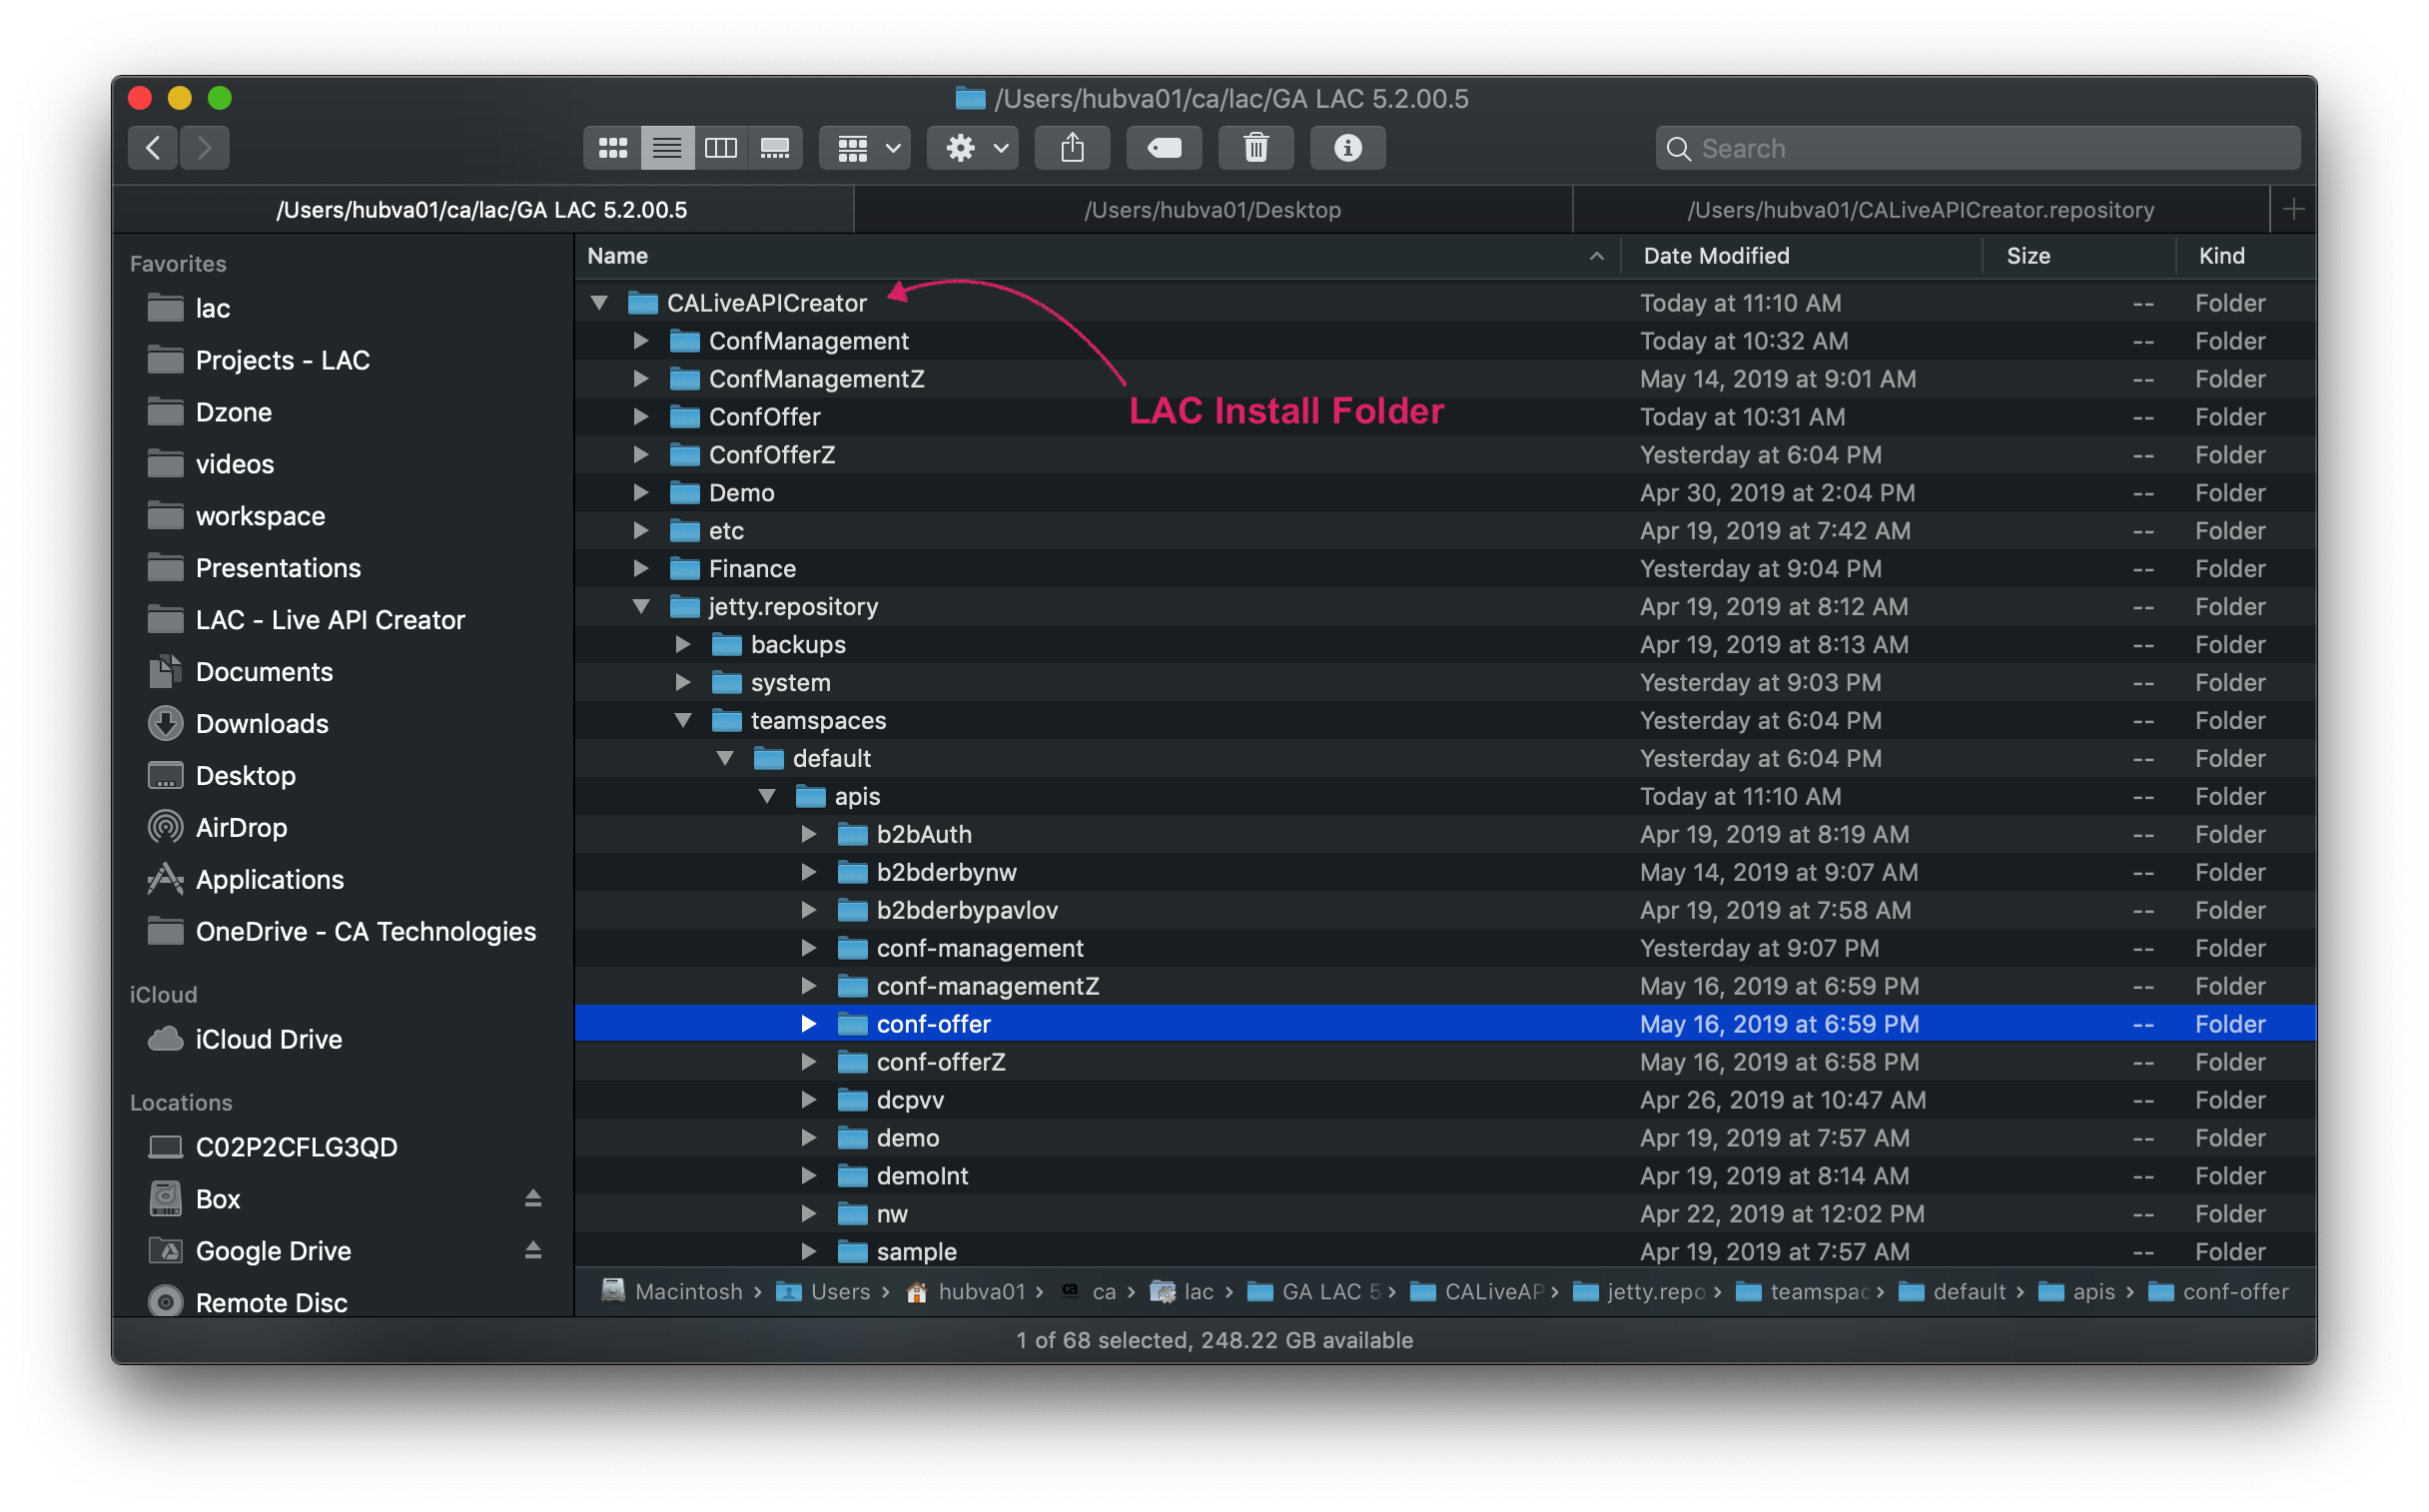 /Users/hubva01/ca/lac/GA LAC 5.2.00.5
Search
/Users/hubva01/ca/lac/GA LAC 5.2.00.5
/Users/hubva01/Desktop
/Users/hubva01/CALiveAPICreator.repository
Favorites
lac
Projects - LAC
Dzone
videos
workspace
Presentations
LAC - Live API Creator
Documents
Downloads
Desktop
AirDrop
Applications
OneDrive - CA Technologies
iCloud
iCloud Drive
Locations
C02P2CFLG3QD
Box
Google Drive
Remote Disc
Name Date Modified Size Kind
CALiveAPICreator Today at 11:10 AM -- Folder
ConfManagement Today at 10:32 AM -- Folder
ConfManagementZ May 14, 2019 at 9:01 AM -- Folder
LAC Install Folder
ConfOffer Today at 10:31 AM -- Folder
ConfOfferZ Yesterday at 6:04 PM -- Folder
Demo Apr 30, 2019 at 2:04 PM -- Folder
etc Apr 19, 2019 at 7:42 AM -- Folder
Finance Yesterday at 9:04 PM -- Folder
jetty.repository Apr 19, 2019 at 8:12 AM -- Folder
backups Apr 19, 2019 at 8:13 AM -- Folder
system Yesterday at 9:03 PM -- Folder
teamspaces Yesterday at 6:04 PM -- Folder
default Yesterday at 6:04 PM -- Folder
apis Today at 11:10 AM -- Folder
b2bAuth Apr 19, 2019 at 8:19 AM -- Folder
b2bderbynw May 14, 2019 at 9:07 AM -- Folder
b2bderbypavlov Apr 19, 2019 at 7:58 AM -- Folder
conf-management Yesterday at 9:07 PM -- Folder
conf-managementZ May 16, 2019 at 6:59 PM -- Folder
conf-offer May 16, 2019 at 6:59 PM -- Folder
conf-offerZ May 16, 2019 at 6:58 PM -- Folder
dcpvv Apr 26, 2019 at 10:47 AM -- Folder
demo Apr 19, 2019 at 7:57 AM -- Folder
demoInt Apr 19, 2019 at 8:14 AM -- Folder
nw Apr 22, 2019 at 12:02 PM -- Folder
sample Apr 19, 2019 at 7:57 AM -- Folder
Macintosh › Users › hubva01 › ca ca › lac › GA LAC 5 › CALiveAP › jetty.repo › teamspac › default › apis › conf-offer
1 of 68 selected, 248.22 GB available